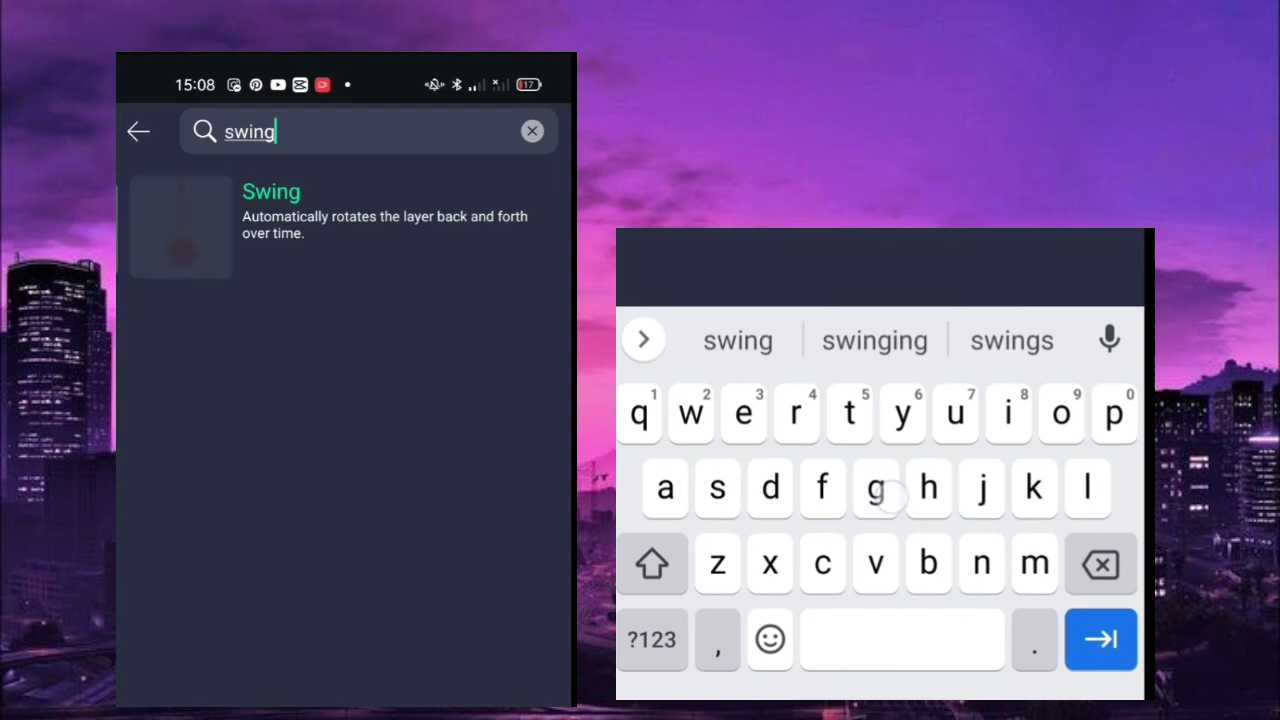 15:08
17
swing
Swing
Automatically rotates the layer back and forth
over time.
swing swinging swings
1 2 3 4 5 6 7 8 9 0
q w e r t y u i o p
a s d f g h j k l
z x c v b n m
?123 , .